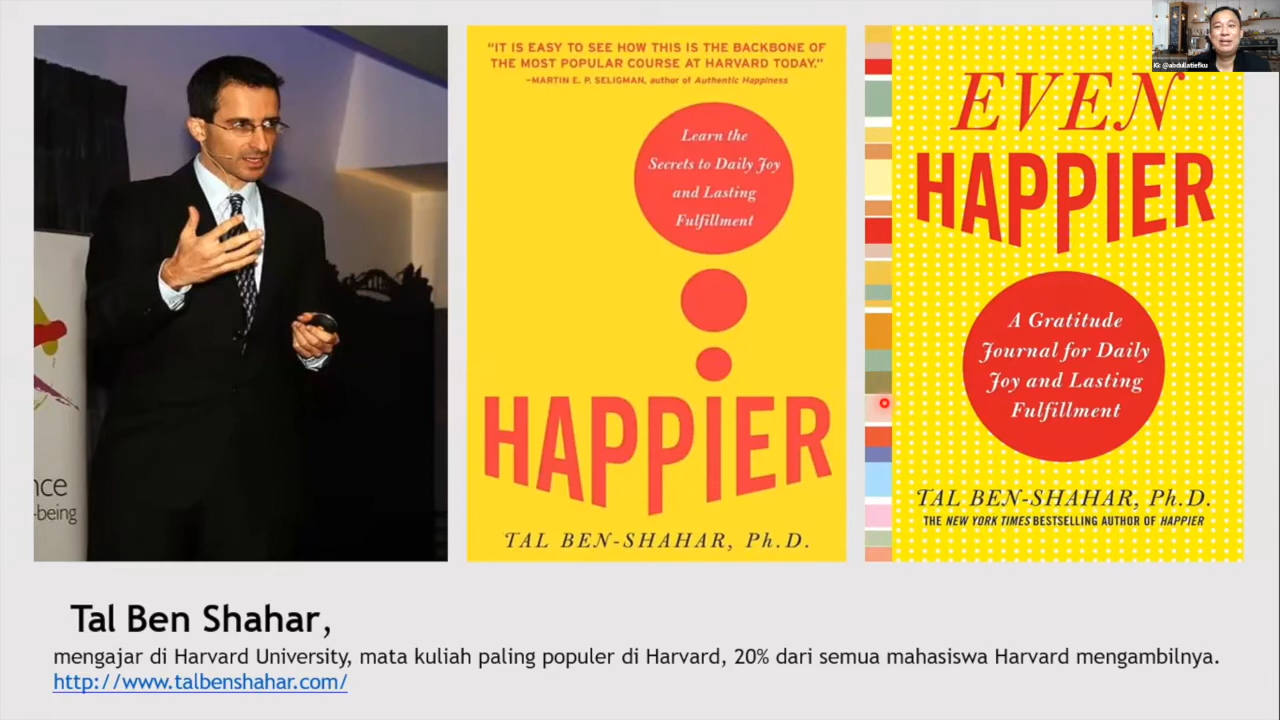 IG: @abdullatiefku
nce
-being
"IT IS EASY TO SEE HOW THIS IS THE BACKBONE OF
THE MOST POPULAR COURSE AT HARVARD TODAY."
–MARTIN E. P. SELIGMAN, author of Authentic Happiness
Learn the
Secrets to Daily Joy
and Lasting
Fulfillment
HAPPIER
TAL BEN-SHAHAR, Ph.D.
EVEN
HAPPIER
A Gratitude
Journal for Daily
Joy and Lasting
Fulfillment
TAL BEN-SHAHAR, Ph.D.
THE NEW YORK TIMES BESTSELLING AUTHOR OF HAPPIER
Tal Ben Shahar,
mengajar di Harvard University, mata kuliah paling populer di Harvard, 20% dari semua mahasiswa Harvard mengambilnya.
http://www.talbenshahar.com/